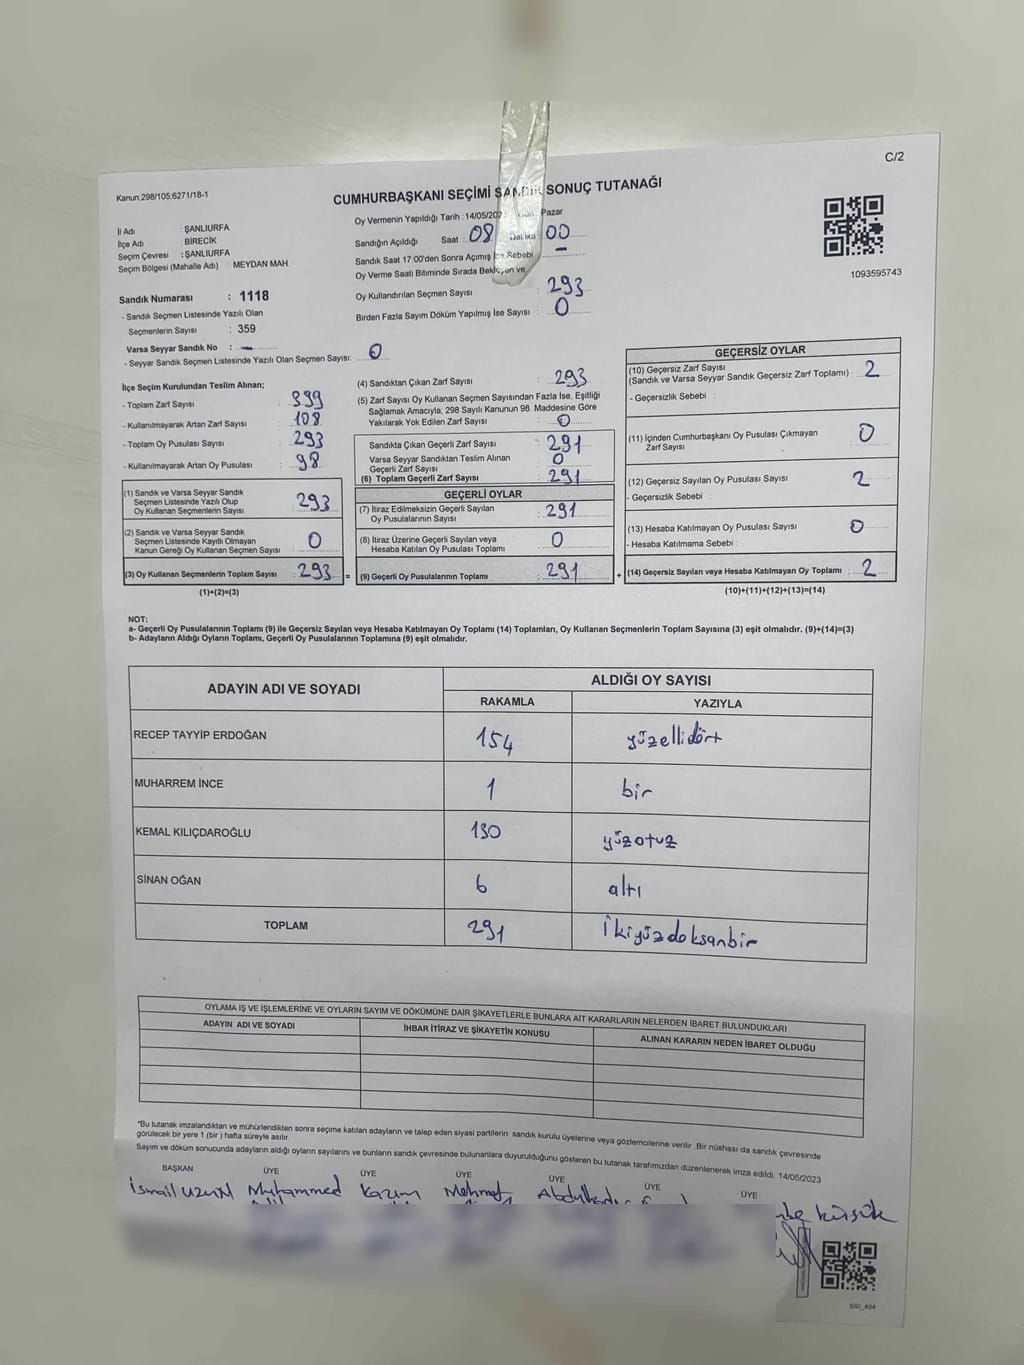 C/2
Kanun:298/105;6271/18-1
CUMHURBAŞKANI SEÇİMİ SANDIK SONUÇ TUTANAĞI
Oy Vermenin Yapıldığı Tarih :14/05/202 Gün: Pazar
İl Adı : ŞANLIURFA
İlçe Adı : BİRECİK
Seçim Çevresi : ŞANLIURFA
Seçim Bölgesi (Mahalle Adı) : MEYDAN MAH.
Sandığın Açıldığı Saat : 08 Dakika 00
Sandık Saat 17:00'den Sonra Açımış İse Sebebi : -
Oy Verme Saati Bitiminde Sırada Bekleyen ve
Oy Kullandırılan Seçmen Sayısı : 293
Birden Fazla Sayım Döküm Yapılmış İse Sayısı : 0
1093595743
Sandık Numarası : 1118
- Sandık Seçmen Listesinde Yazılı Olan
Seçmenlerin Sayısı : 359
Varsa Seyyar Sandık No : -
- Seyyar Sandık Seçmen Listesinde Yazılı Olan Seçmen Sayısı: 0
İlçe Seçim Kurulundan Teslim Alınan;
- Toplam Zarf Sayısı : 399
- Kullanılmayarak Artan Zarf Sayısı : 108
- Toplam Oy Pusulası Sayısı : 293
- Kullanılmayarak Artan Oy Pusulası : 98
(1) Sandık ve Varsa Seyyar Sandık
Seçmen Listesinde Yazılı Olup
Oy Kullanan Seçmenlerin Sayısı : 293
(2) Sandık ve Varsa Seyyar Sandık
Seçmen Listesinde Kayıtlı Olmayan
Kanun Gereği Oy Kullanan Seçmen Sayısı : 0
(3) Oy Kullanan Seçmenlerin Toplam Sayısı : 293 =
(1)+(2)=(3)
(4) Sandıktan Çıkan Zarf Sayısı : 293
(5) Zarf Sayısı Oy Kullanan Seçmen Sayısından Fazla İse, Eşitliği
Sağlamak Amacıyla; 298 Sayılı Kanunun 98. Maddesine Göre
Yakılarak Yok Edilen Zarf Sayısı : 0
Sandıkta Çıkan Geçerli Zarf Sayısı : 291
Varsa Seyyar Sandıktan Teslim Alınan
Geçerli Zarf Sayısı : 0
(6) Toplam Geçerli Zarf Sayısı : 291
GEÇERLİ OYLAR
(7) İtiraz Edilmeksizin Geçerli Sayılan
Oy Pusulalarının Sayısı : 291
(8) İtiraz Üzerine Geçerli Sayılan veya
Hesaba Katılan Oy Pusulası Toplamı : 0
(9) Geçerli Oy Pusulalarının Toplamı : 291 +
GEÇERSİZ OYLAR
(10) Geçersiz Zarf Sayısı
(Sandık ve Varsa Seyyar Sandık Geçersiz Zarf Toplamı) : 2
- Geçersizlik Sebebi :
(11) İçinden Cumhurbaşkanı Oy Pusulası Çıkmayan
Zarf Sayısı : 0
(12) Geçersiz Sayılan Oy Pusulası Sayısı : 2
- Geçersizlik Sebebi :
(13) Hesaba Katılmayan Oy Pusulası Sayısı : 0
- Hesaba Katılmama Sebebi :
(14) Geçersiz Sayılan veya Hesaba Katılmayan Oy Toplamı : 2
(10)+(11)+(12)+(13)=(14)
NOT:
a- Geçerli Oy Pusulalarının Toplamı (9) ile Geçersiz Sayılan veya Hesaba Katılmayan Oy Toplamı (14) Toplamları, Oy Kullanan Seçmenlerin Toplam Sayısına (3) eşit olmalıdır. (9)+(14)=(3)
b- Adayların Aldığı Oyların Toplamı, Geçerli Oy Pusulalarının Toplamına (9) eşit olmalıdır.
ADAYIN ADI VE SOYADI ALDIĞI OY SAYISI
RAKAMLA YAZIYLA
RECEP TAYYİP ERDOĞAN 154 yüzellidört
MUHARREM İNCE 1 bir
KEMAL KILIÇDAROĞLU 130 yüzotuz
SİNAN OĞAN 6 altı
TOPLAM 291 ikiyüzdoksanbir
OYLAMA İŞ VE İŞLEMLERİNE VE OYLARIN SAYIM VE DÖKÜMÜNE DAİR ŞİKAYETLERLE BUNLARA AİT KARARLARIN NELERDEN İBARET BULUNDUKLARI
ADAYIN ADI VE SOYADI İHBAR İTİRAZ VE ŞİKAYETİN KONUSU ALINAN KARARIN NEDEN İBARET OLDUĞU
*Bu tutanak imzalandıktan ve mühürlendikten sonra seçime katılan adayların ve talep eden siyasi partilerin sandık kurulu üyelerine veya gözlemcilerine verilir. Bir nüshası da sandık çevresinde
görülecek bir yere 1 (bir) hafta süreyle asılır.
Sayım ve döküm sonucunda adayların aldığı oyların sayılarını ve bunların sandık çevresinde bulunanlara duyurulduğunu gösteren bu tutanak tarafımızdan düzenlenerek imza edildi. 14/05/2023
BAŞKAN ÜYE ÜYE ÜYE ÜYE ÜYE ÜYE
İsmail UZUN Muhammed Kazım Mehmet Abdulkadir
küçük
SSI_404